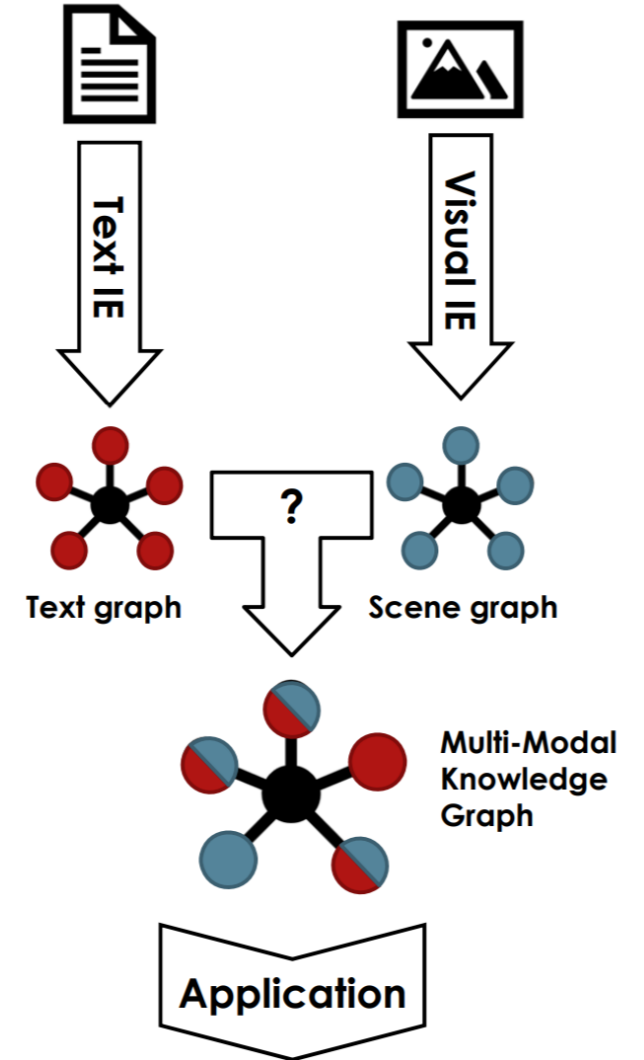 Text IE
Visual IE
?
Text graph
Scene graph
Multi-Modal
Knowledge
Graph
Application